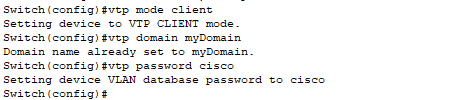 Switch(config)#vtp mode client
Setting device to VTP CLIENT mode.
Switch(config)#vtp domain myDomain
Domain name already set to myDomain.
Switch(config)#vtp password cisco
Setting device VLAN database password to cisco
Switch(config)#